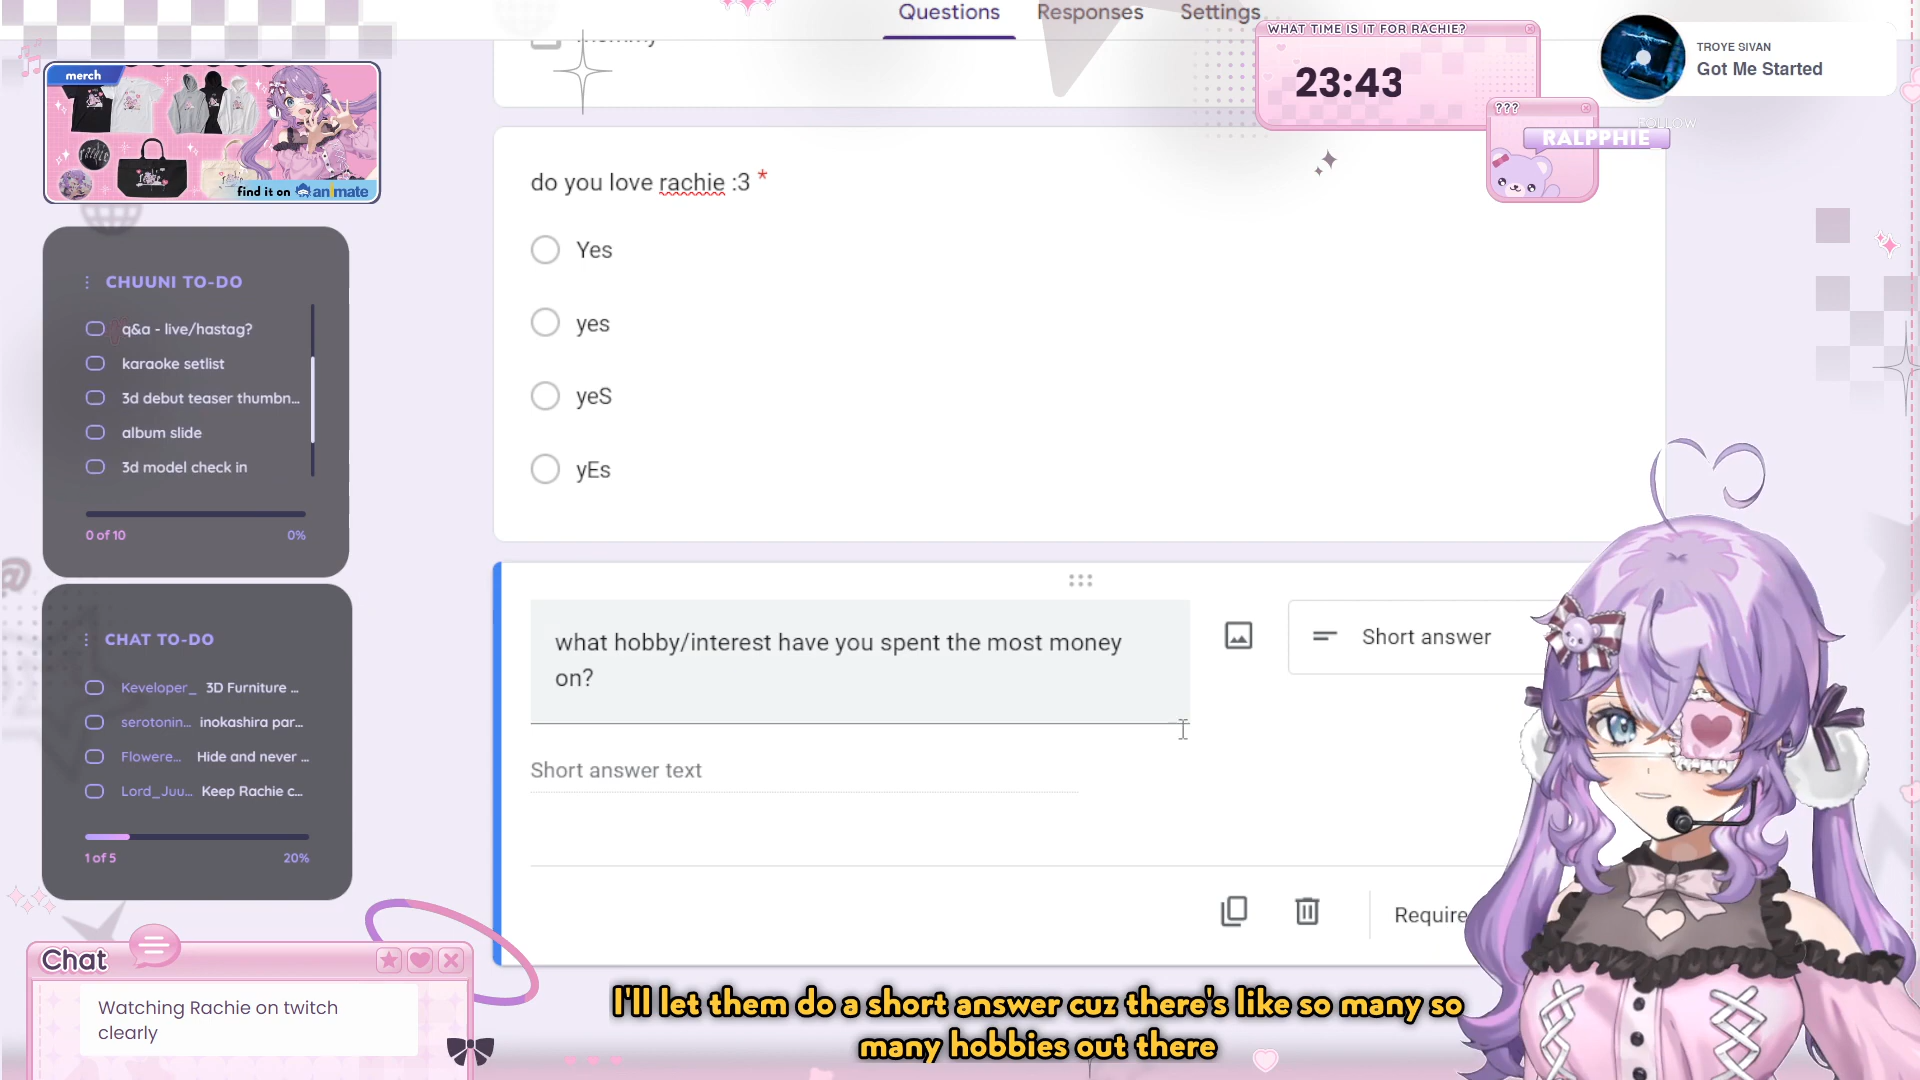 Questions
Responses
Settings
WHAT TIME IS IT FOR RACHIE?
23:43
TROYE SIVAN
Got Me Started
???
FOLLOW
RALPPHIE
merch
find it on animate
do you love rachie :3 *
Yes
yes
yeS
yEs
CHUUNI TO-DO
q&a - live/hastag?
karaoke setlist
3d debut teaser thumbn...
album slide
3d model check in
0 of 10
0%
what hobby/interest have you spent the most money
on?
Short answer
Short answer text
Require
CHAT TO-DO
Keveloper_ 3D Furniture ...
serotonin... inokashira par...
Flowere... Hide and never ...
Lord_Juu... Keep Rachie c...
1 of 5
20%
Chat
Watching Rachie on twitch
clearly
I'll let them do a short answer cuz there's like so many so
many hobbies out there